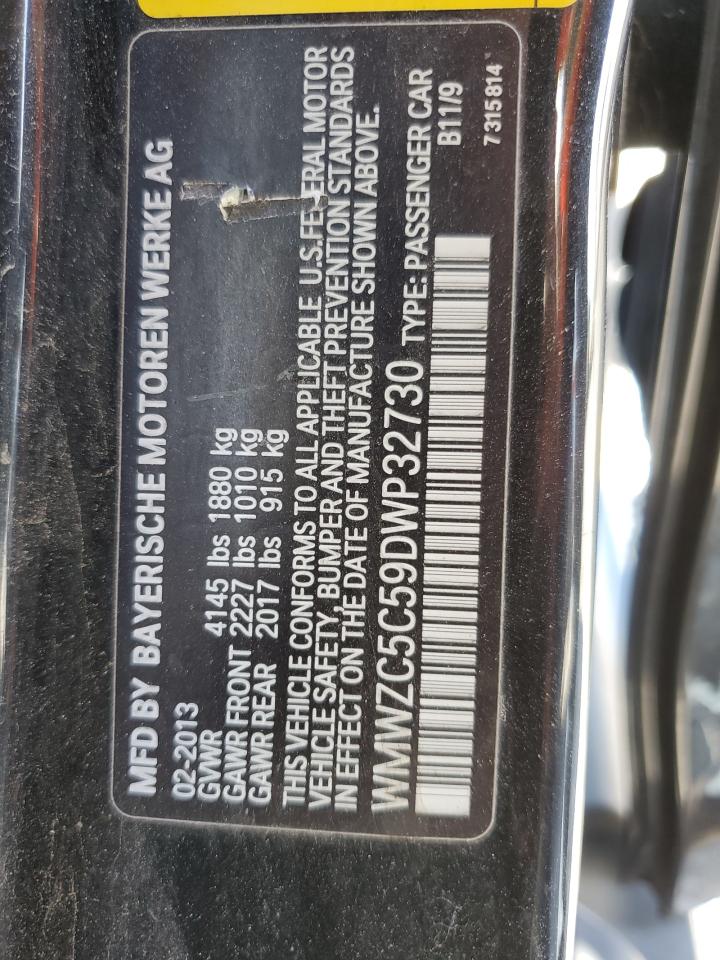 MFD BY BAYERISCHE MOTOREN WERKE AG
02-2013
GVWR 4145 lbs 1880 kg
GAWR FRONT 2227 lbs 1010 kg
GAWR REAR 2017 lbs 915 kg
THIS VEHICLE CONFORMS TO ALL APPLICABLE U.S.FEDERAL MOTOR
VEHICLE SAFETY, BUMPER AND THEFT PREVENTION STANDARDS
IN EFFECT ON THE DATE OF MANUFACTURE SHOWN ABOVE.
WMWZC5C59DWP32730 TYPE: PASSENGER CAR
B11/9
7315814